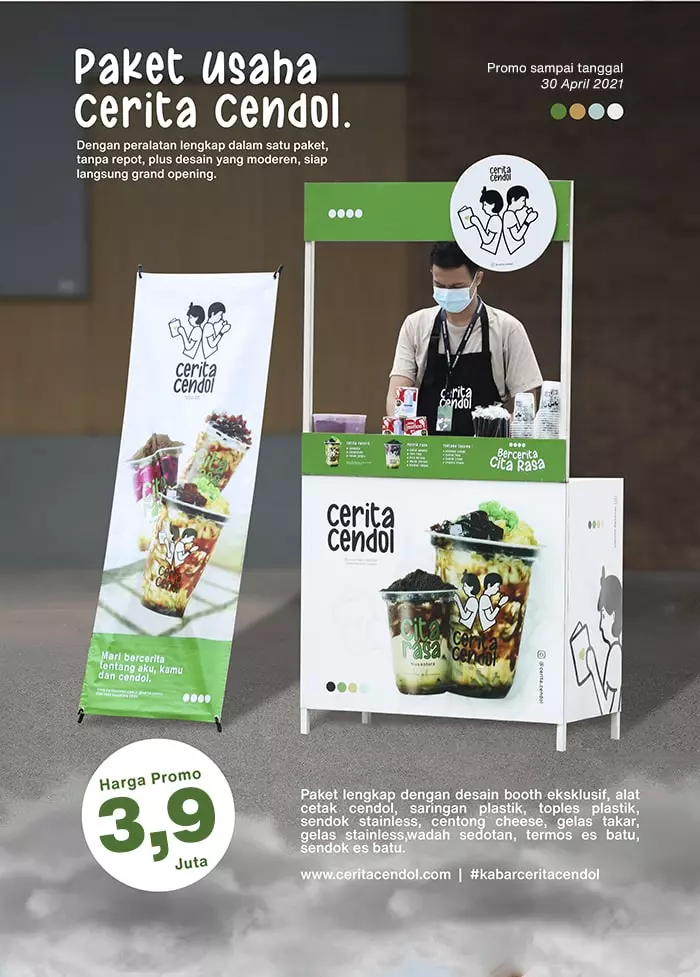 Paket Usaha
Cerita Cendol.
Dengan peralatan lengkap dalam satu paket,
tanpa repot, plus desain yang moderen, siap
langsung grand opening.
Promo sampai tanggal
30 April 2021
cerita
cendol
cerita
cendol
cerita
cendol
Bercerita
Cita Rasa
cerita
cendol
cita
rasa
cerita
cendol
@cerita.cendol
Mari bercerita
tentang aku, kamu
dan cendol.
Harga Promo
3,9
Juta
Paket lengkap dengan desain booth eksklusif, alat
cetak cendol, saringan plastik, toples plastik,
sendok stainless, centong cheese, gelas takar,
gelas stainless,wadah sedotan, termos es batu,
sendok es batu.
www.ceritacendol.com | #kabarceritacendol